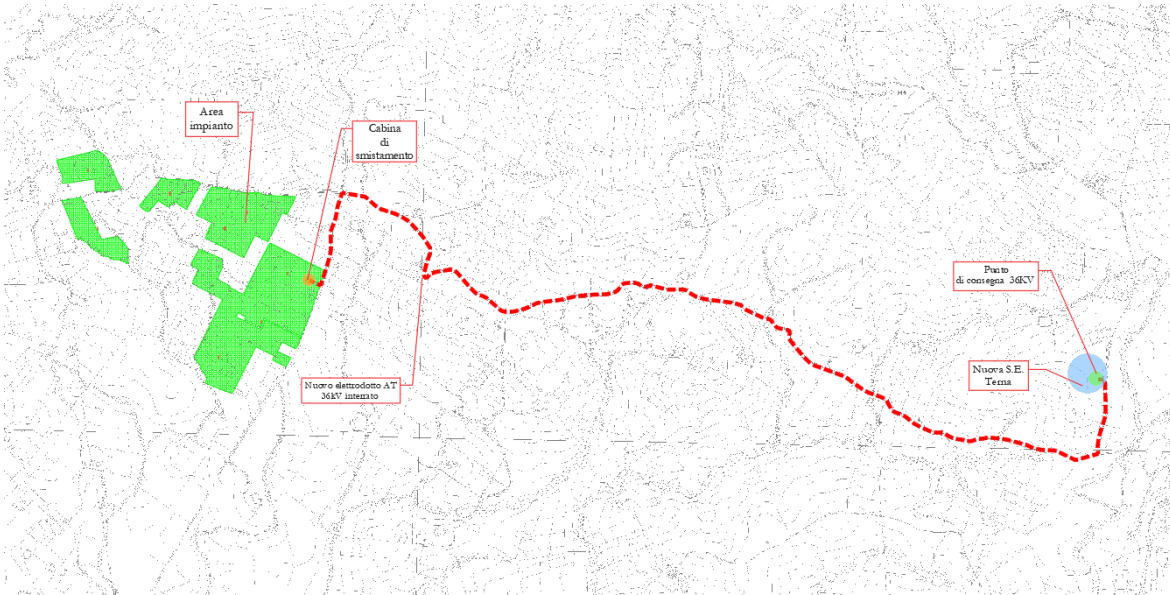 Area
impianto
Cabina
di
smistamento
Punto
di consegna 36KV
Nuova S.E.
Terna
Nuovo elettrodotto AT
36kV interrato